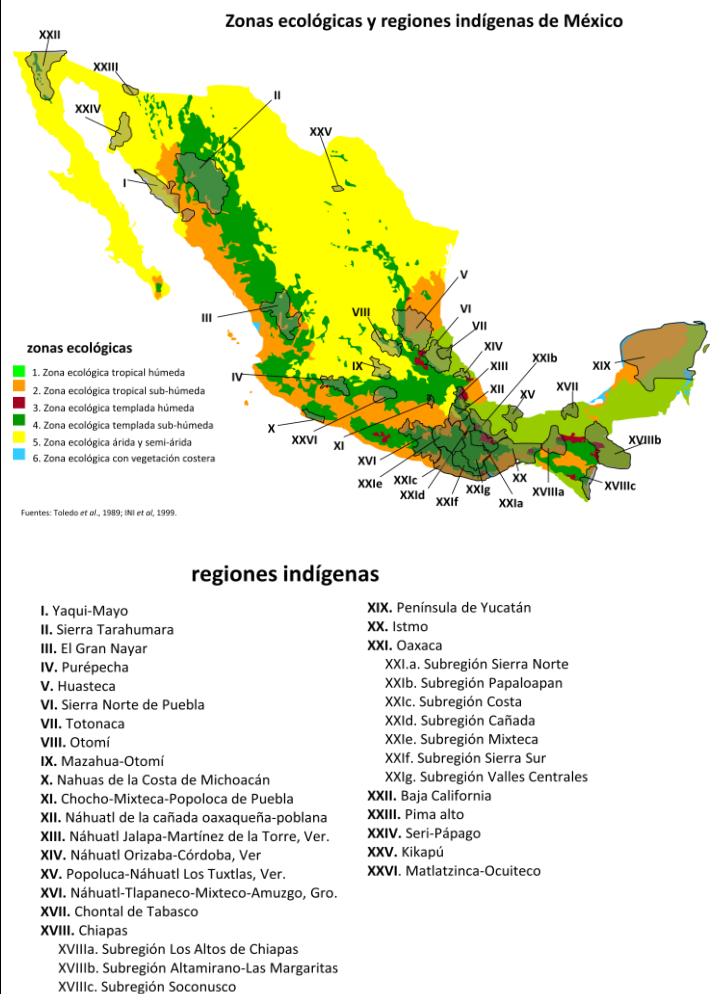 Zonas ecológicas y regiones indígenas de México
XXII
XXIII
II
XXIV
XXV
I
V
III
VIII
VI
VII
XIV
XIII
XXIb
IX
XII
XIX
IV
XV
XVII
X
XXVI
XI
XVIIIb
XVI
XXIe
XXIc
XXId
XXIf
XXIg
XXIa
XX
XVIIIa
XVIIIc
zonas ecológicas
1. Zona ecológica tropical húmeda
2. Zona ecológica tropical sub-húmeda
3. Zona ecológica templada húmeda
4. Zona ecológica templada sub-húmeda
5. Zona ecológica árida y semi-árida
6. Zona ecológica con vegetación costera
Fuentes: Toledo et al., 1989; INI et al, 1999.
regiones indígenas
I. Yaqui-Mayo
II. Sierra Tarahumara
III. El Gran Nayar
IV. Purépecha
V. Huasteca
VI. Sierra Norte de Puebla
VII. Totonaca
VIII. Otomí
IX. Mazahua-Otomí
X. Nahuas de la Costa de Michoacán
XI. Chocho-Mixteca-Popoloca de Puebla
XII. Náhuatl de la cañada oaxaqueña-poblana
XIII. Náhuatl Jalapa-Martínez de la Torre, Ver.
XIV. Náhuatl Orizaba-Córdoba, Ver
XV. Popoluca-Náhuatl Los Tuxtlas, Ver.
XVI. Náhuatl-Tlapaneco-Mixteco-Amuzgo, Gro.
XVII. Chontal de Tabasco
XVIII. Chiapas
XVIIIa. Subregión Los Altos de Chiapas
XVIIIb. Subregión Altamirano-Las Margaritas
XVIIIc. Subregión Soconusco
XIX. Península de Yucatán
XX. Istmo
XXI. Oaxaca
XXI.a. Subregión Sierra Norte
XXIb. Subregión Papaloapan
XXIc. Subregión Costa
XXId. Subregión Cañada
XXIe. Subregión Mixteca
XXIf. Subregión Sierra Sur
XXIg. Subregión Valles Centrales
XXII. Baja California
XXIII. Pima alto
XXIV. Seri-Pápago
XXV. Kikapú
XXVI. Matlatzinca-Ocuiteco